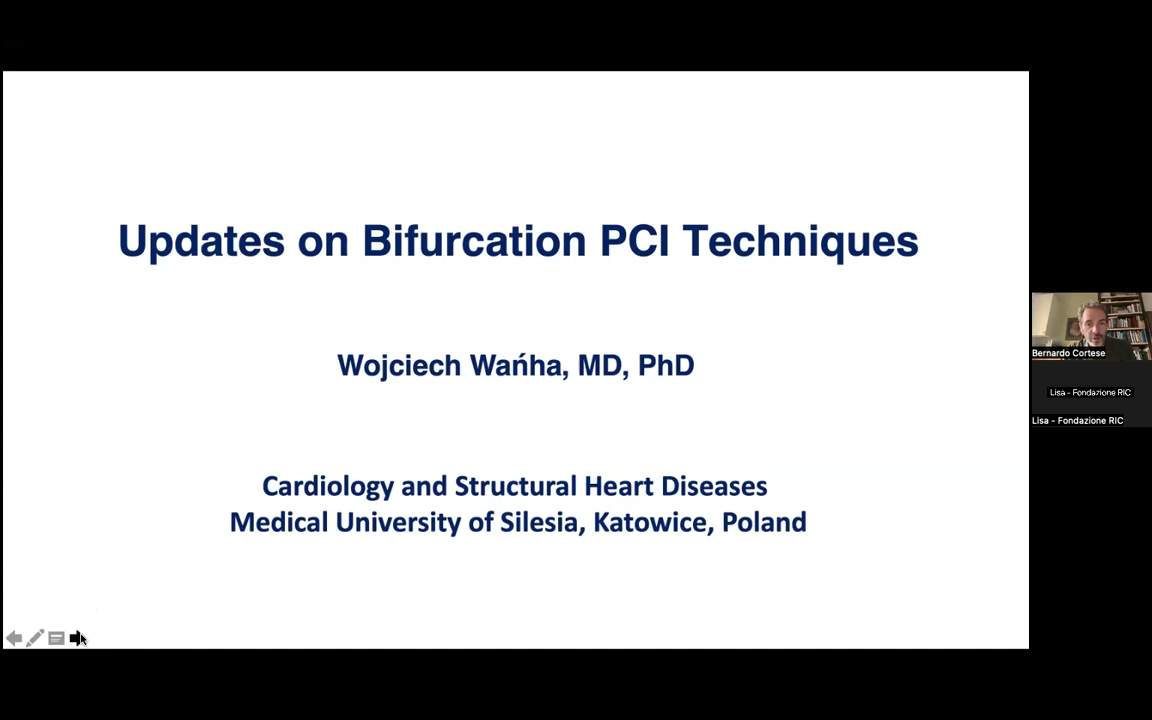 Updates on Bifurcation PCI Techniques
Wojciech Wańha, MD, PhD
Cardiology and Structural Heart Diseases
Medical University of Silesia, Katowice, Poland
Bernardo Cortese
Lisa - Fondazione RIC
Lisa - Fondazione RIC